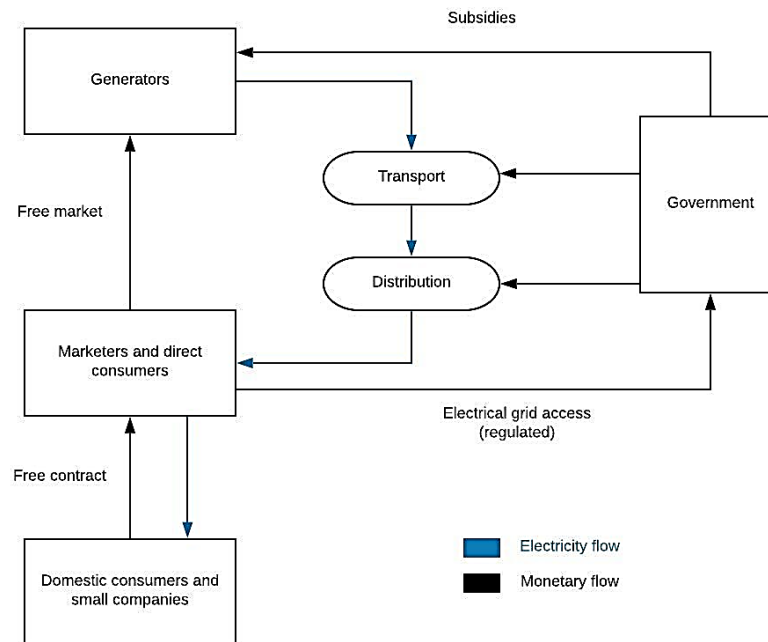 Subsidies
Generators
Transport
Government
Free market
Distribution
Marketers and direct
consumers
Electrical grid access
(regulated)
Free contract
Electricity flow
Domestic consumers and
small companies
Monetary flow